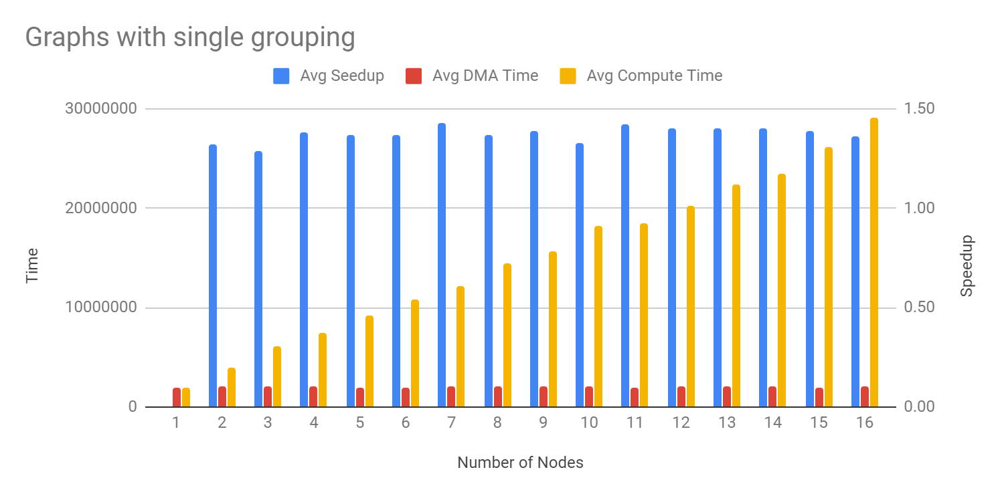 Graphs with single grouping
Avg Seedup Avg DMA Time Avg Compute Time
30000000 1.50
20000000 1.00
10000000 0.50
0 0.00
Time
Speedup
1 2 3 4 5 6 7 8 9 10 11 12 13 14 15 16
Number of Nodes